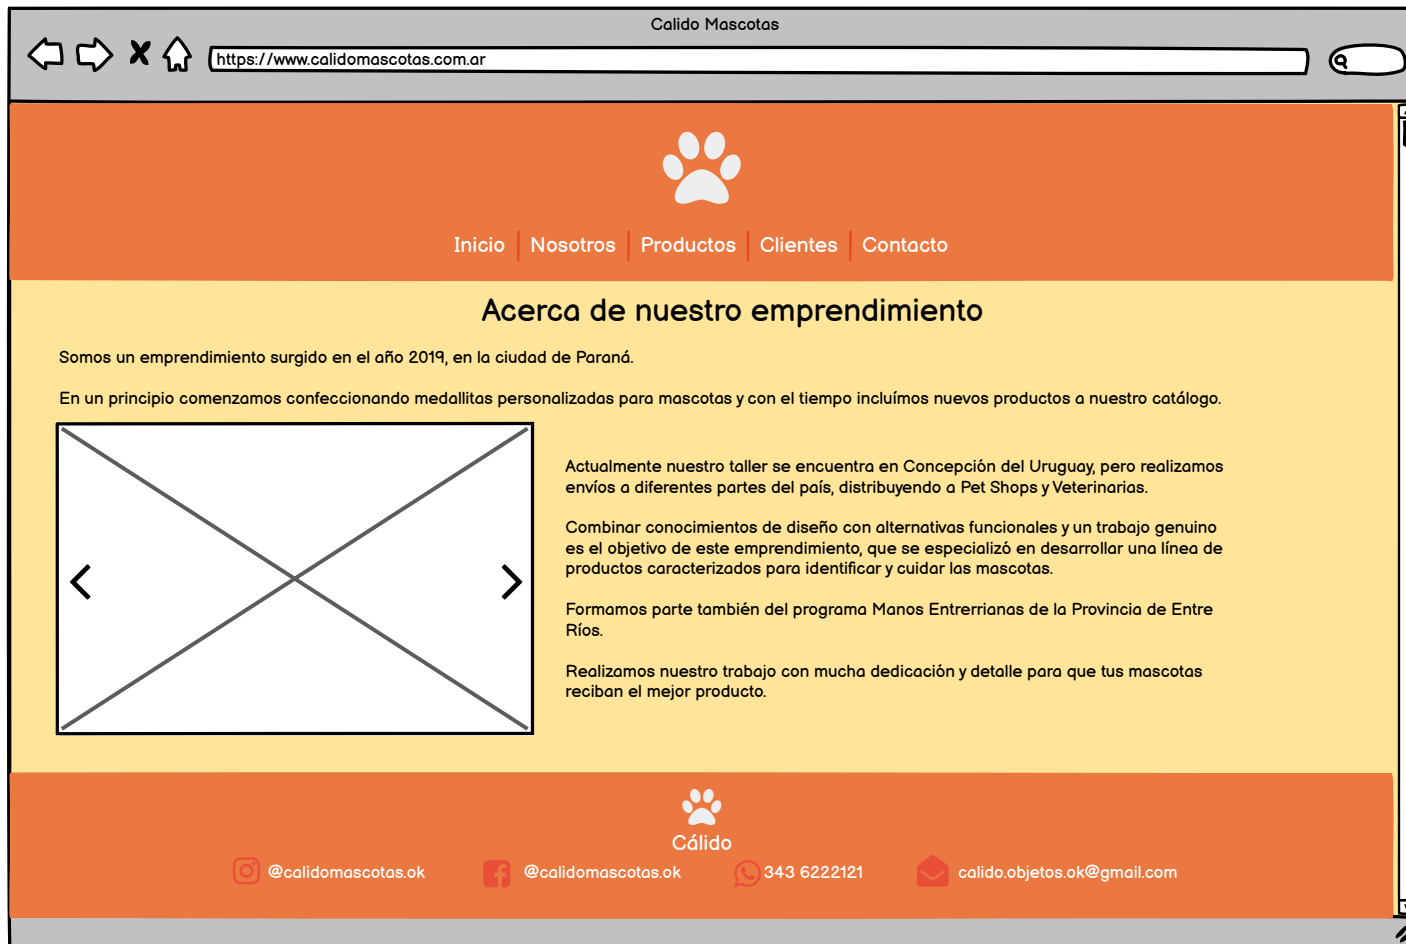 Calido Mascotas
https://www.calidomascotas.com.ar
Inicio
Nosotros
Productos
Clientes
Contacto
Acerca de nuestro emprendimiento
Somos un emprendimiento surgido en el año 2019, en la ciudad de Paraná.
En un principio comenzamos confeccionando medallitas personalizadas para mascotas y con el tiempo incluímos nuevos productos a nuestro catálogo.
Actualmente nuestro taller se encuentra en Concepción del Uruguay, pero realizamos
envíos a diferentes partes del país, distribuyendo a Pet Shops y Veterinarias.
Combinar conocimientos de diseño con alternativas funcionales y un trabajo genuino
es el objetivo de este emprendimiento, que se especializó en desarrollar una línea de
productos caracterizados para identificar y cuidar las mascotas.
Formamos parte también del programa Manos Entrerrianas de la Provincia de Entre
Ríos.
Realizamos nuestro trabajo con mucha dedicación y detalle para que tus mascotas
reciban el mejor producto.
Cálido
@calidomascotas.ok
@calidomascotas.ok
343 6222121
calido.objetos.ok@gmail.com